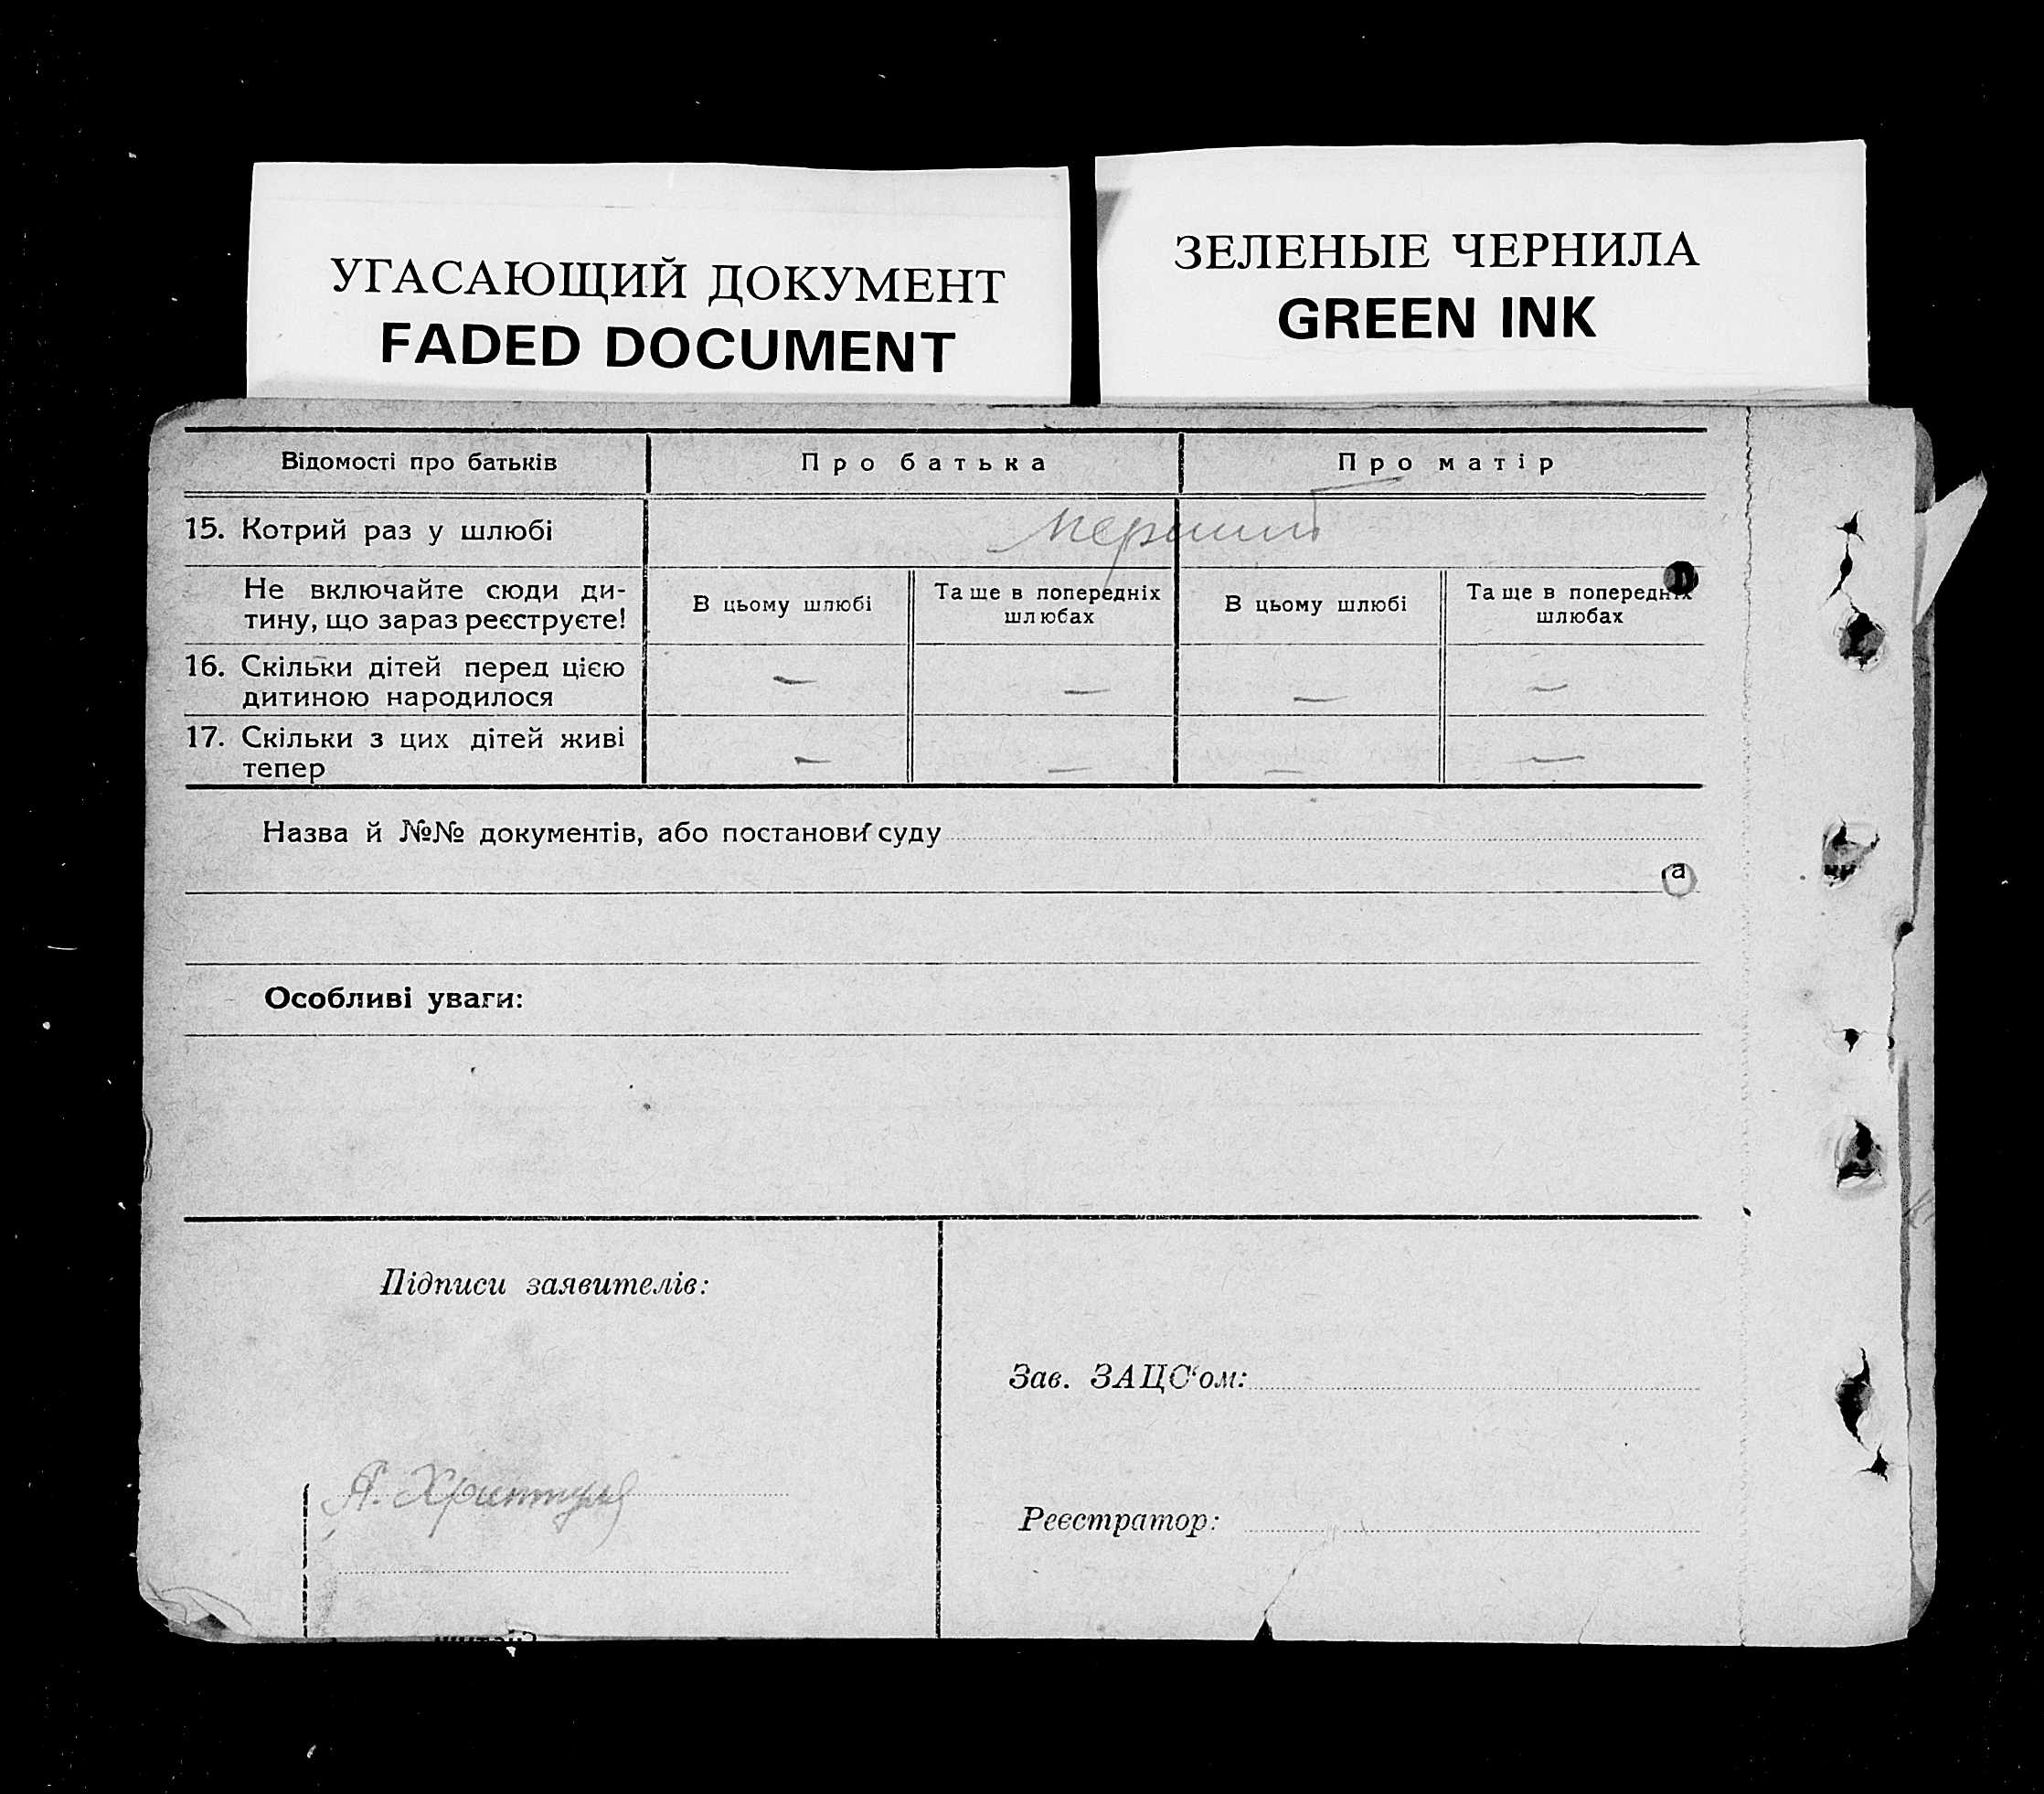 УГАСАЮЩИЙ ДОКУМЕНТ
FADED DOCUMENT
ЗЕЛЕНЫЕ ЧЕРНИЛА
GREEN INK
Відомості про батьків Про батька Про матір
15. Котрий раз у шлюбі перший
Не включайте сюди ди-
тину, що зараз реєструєте!
В цьому шлюбі
Та ще в попередніх
шлюбах
В цьому шлюбі
Та ще в попередніх
шлюбах
16. Скільки дітей перед цією
дитиною народилося
— — — —
17. Скільки з цих дітей живі
тепер
— — — —
Назва й №№ документів, або постанови суду
а
Особливі уваги:
Підписи заявителів:
Зав. ЗАЦС‘ом:
Реєстратор: